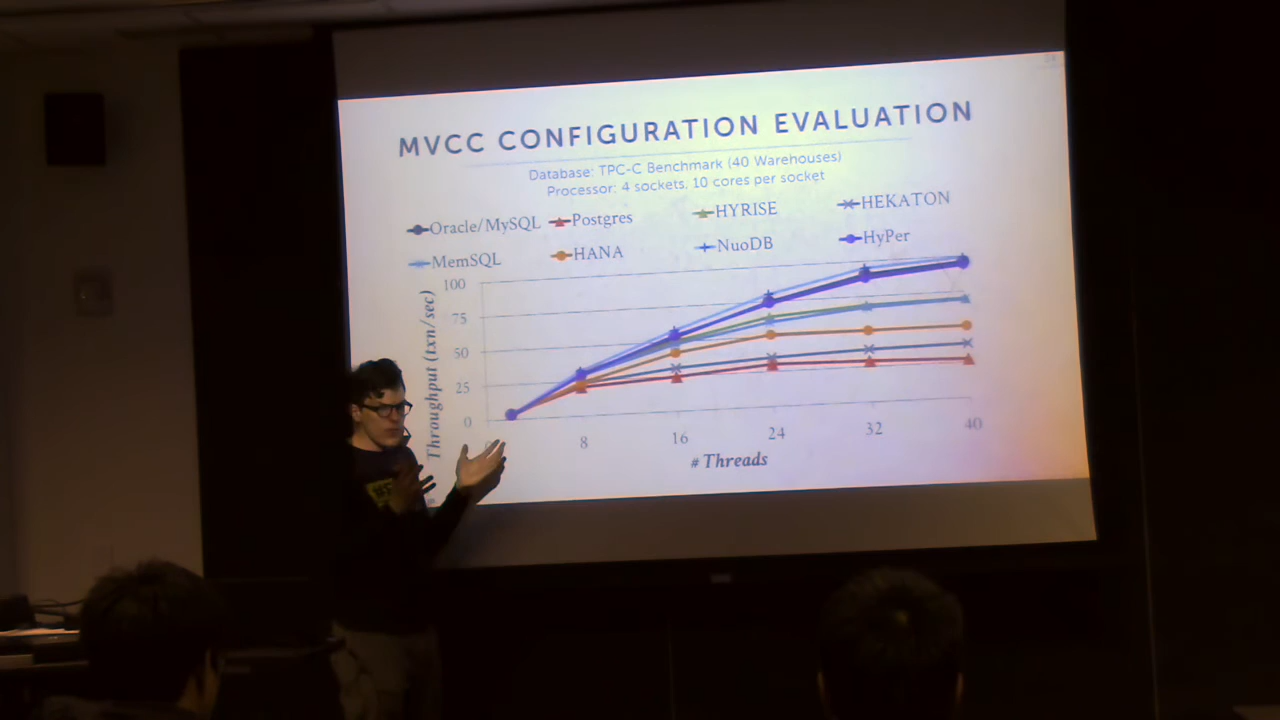 MVCC CONFIGURATION EVALUATION
Database: TPC-C Benchmark (40 Warehouses)
Processor: 4 sockets, 10 cores per socket
Oracle/MySQL Postgres HYRISE HEKATON
MemSQL HANA NuoDB HyPer
Throughput (txn/sec)
100
75
50
25
0
8 16 24 32 40
# Threads